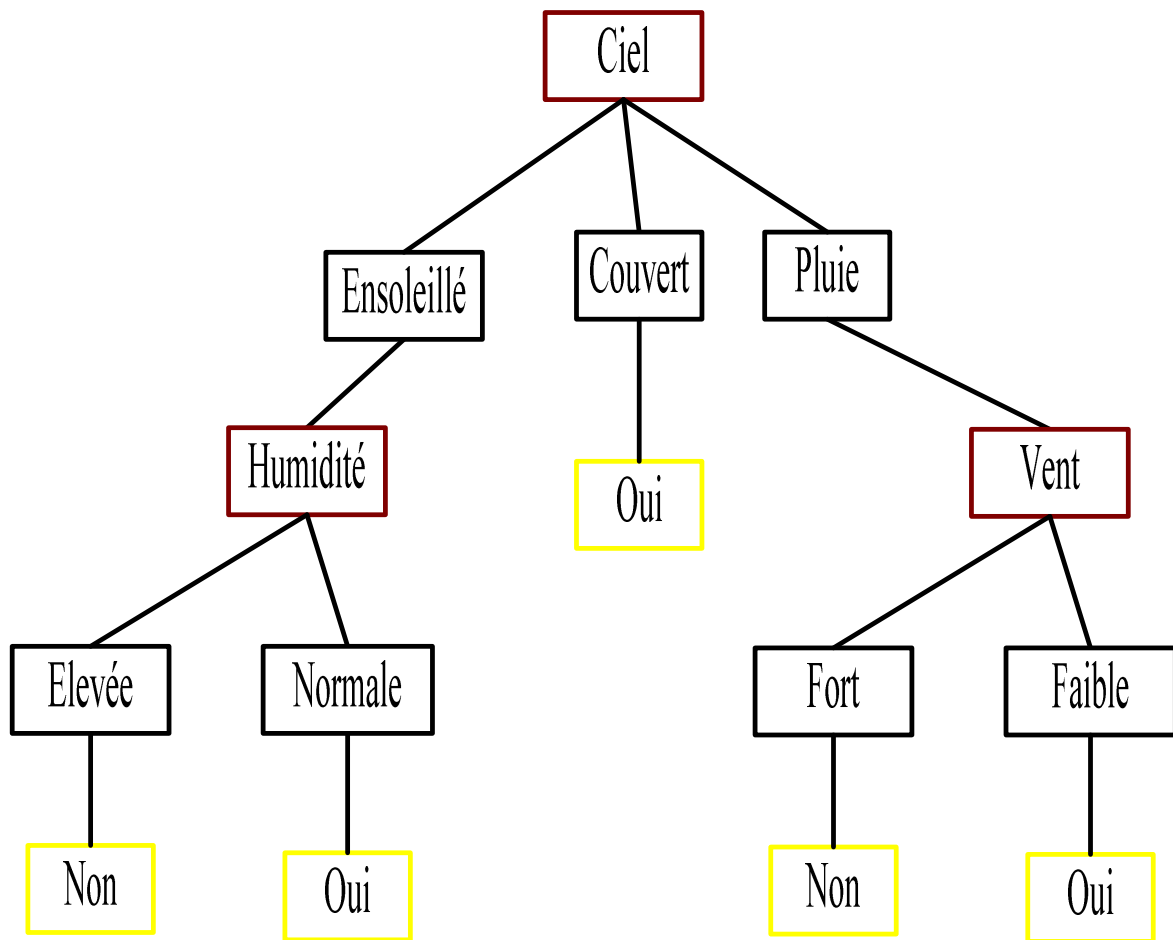 Ciel
Ensoleillé
Couvert
Pluie
Humidité
Oui
Vent
Elevée
Normale
Fort
Faible
Non
Oui
Non
Oui